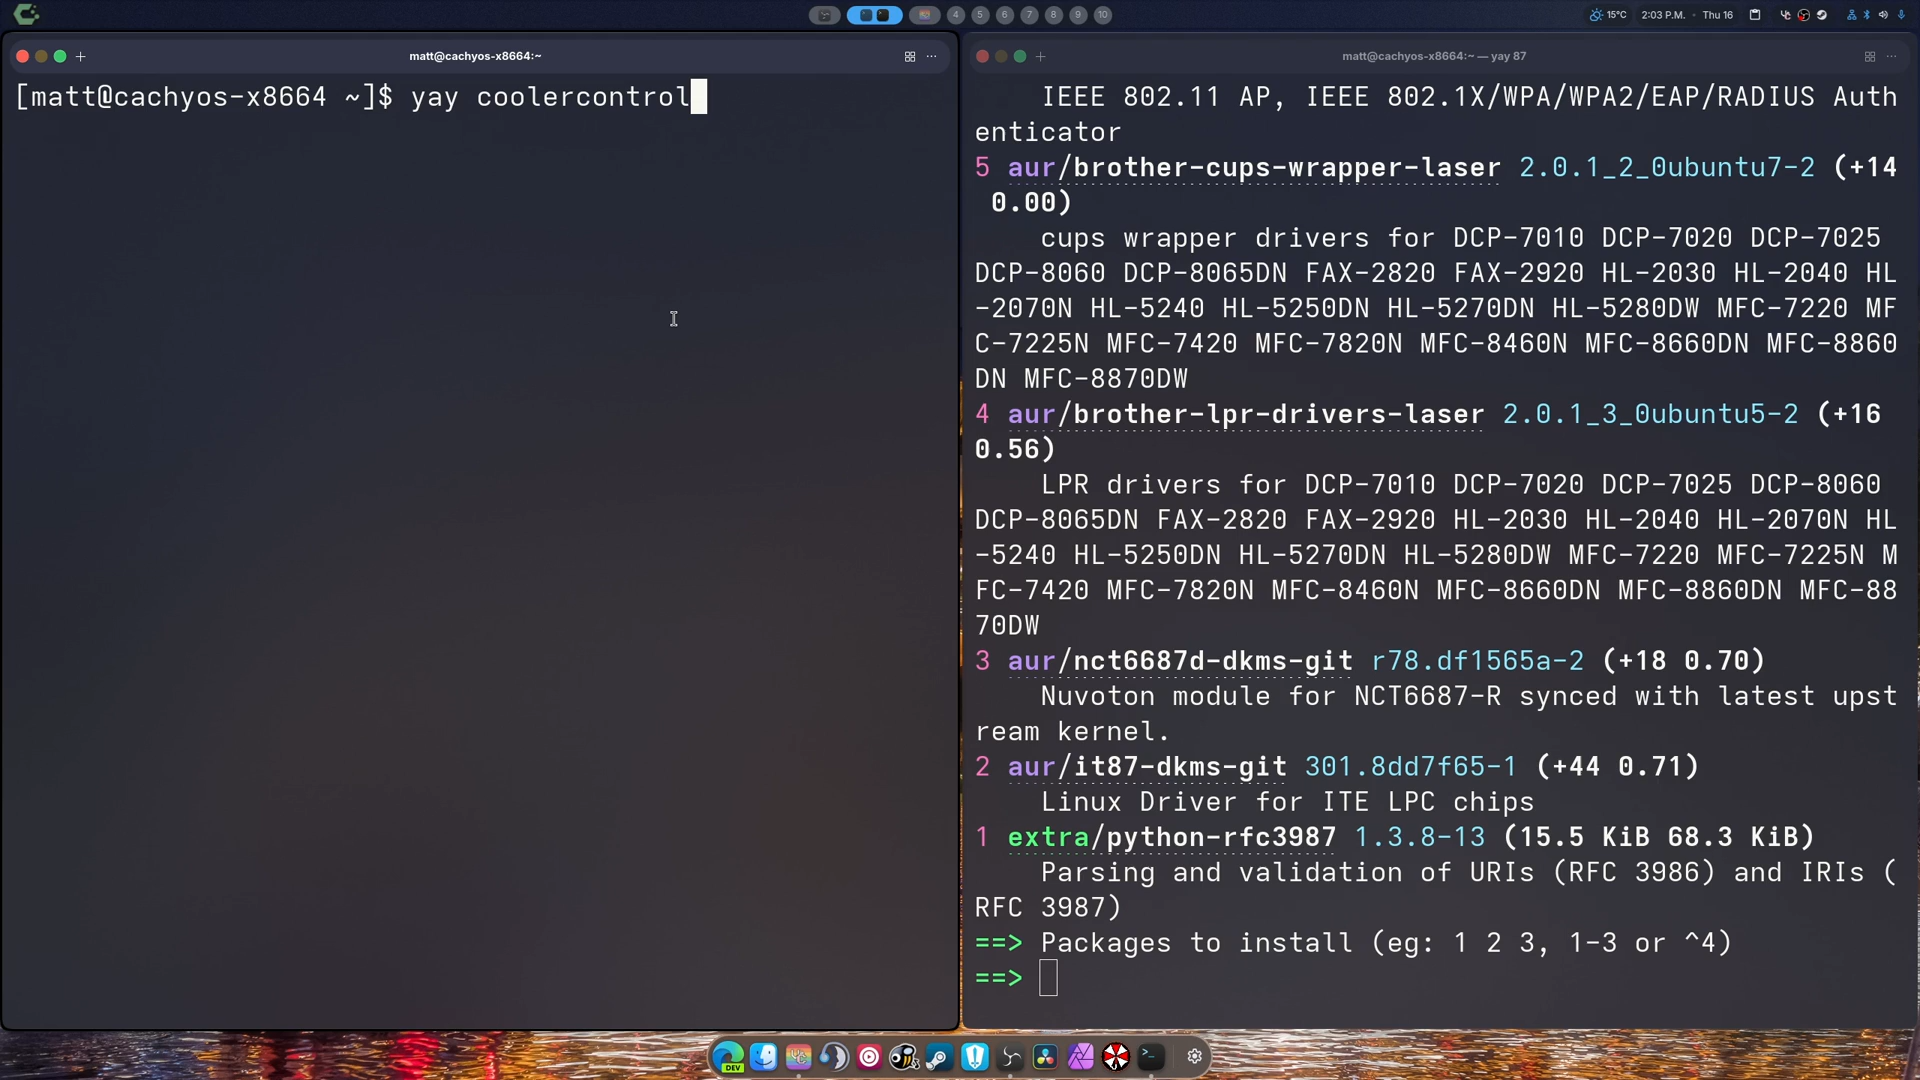 4 5 6 7 8 9 10
15°C 2:03 P.M. · Thu 16
matt@cachyos-x8664:~
[matt@cachyos-x8664 ~]$ yay coolercontrol
matt@cachyos-x8664:~ — yay 87
IEEE 802.11 AP, IEEE 802.1X/WPA/WPA2/EAP/RADIUS Auth
enticator
5 aur/brother-cups-wrapper-laser 2.0.1_2_0ubuntu7-2 (+14
0.00)
cups wrapper drivers for DCP-7010 DCP-7020 DCP-7025
DCP-8060 DCP-8065DN FAX-2820 FAX-2920 HL-2030 HL-2040 HL
-2070N HL-5240 HL-5250DN HL-5270DN HL-5280DW MFC-7220 MF
C-7225N MFC-7420 MFC-7820N MFC-8460N MFC-8660DN MFC-8860
DN MFC-8870DW
4 aur/brother-lpr-drivers-laser 2.0.1_3_0ubuntu5-2 (+16
0.56)
LPR drivers for DCP-7010 DCP-7020 DCP-7025 DCP-8060
DCP-8065DN FAX-2820 FAX-2920 HL-2030 HL-2040 HL-2070N HL
-5240 HL-5250DN HL-5270DN HL-5280DW MFC-7220 MFC-7225N M
FC-7420 MFC-7820N MFC-8460N MFC-8660DN MFC-8860DN MFC-88
70DW
3 aur/nct6687d-dkms-git r78.df1565a-2 (+18 0.70)
Nuvoton module for NCT6687-R synced with latest upst
ream kernel.
2 aur/it87-dkms-git 301.8dd7f65-1 (+44 0.71)
Linux Driver for ITE LPC chips
1 extra/python-rfc3987 1.3.8-13 (15.5 KiB 68.3 KiB)
Parsing and validation of URIs (RFC 3986) and IRIs (
RFC 3987)
==> Packages to install (eg: 1 2 3, 1-3 or ^4)
==>
DEV